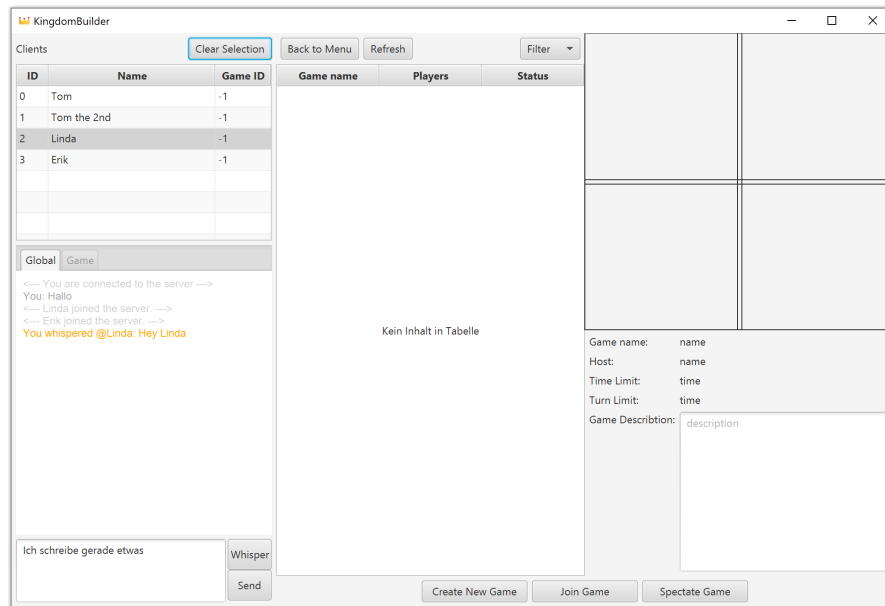 KingdomBuilder
Clients
Clear Selection
Back to Menu
Refresh
Filter
ID Name Game ID
0 Tom -1
1 Tom the 2nd -1
2 Linda -1
3 Erik -1
Global Game
<--- You are connected to the server --->
You: Hallo
<--- Linda joined the server. --->
<--- Erik joined the server. --->
You whispered @Linda: Hey Linda
Ich schreibe gerade etwas
Whisper
Send
Game name Players Status
Kein Inhalt in Tabelle
Create New Game
Join Game
Spectate Game
Game name: name
Host: name
Time Limit: time
Turn Limit: time
Game Describtion: description